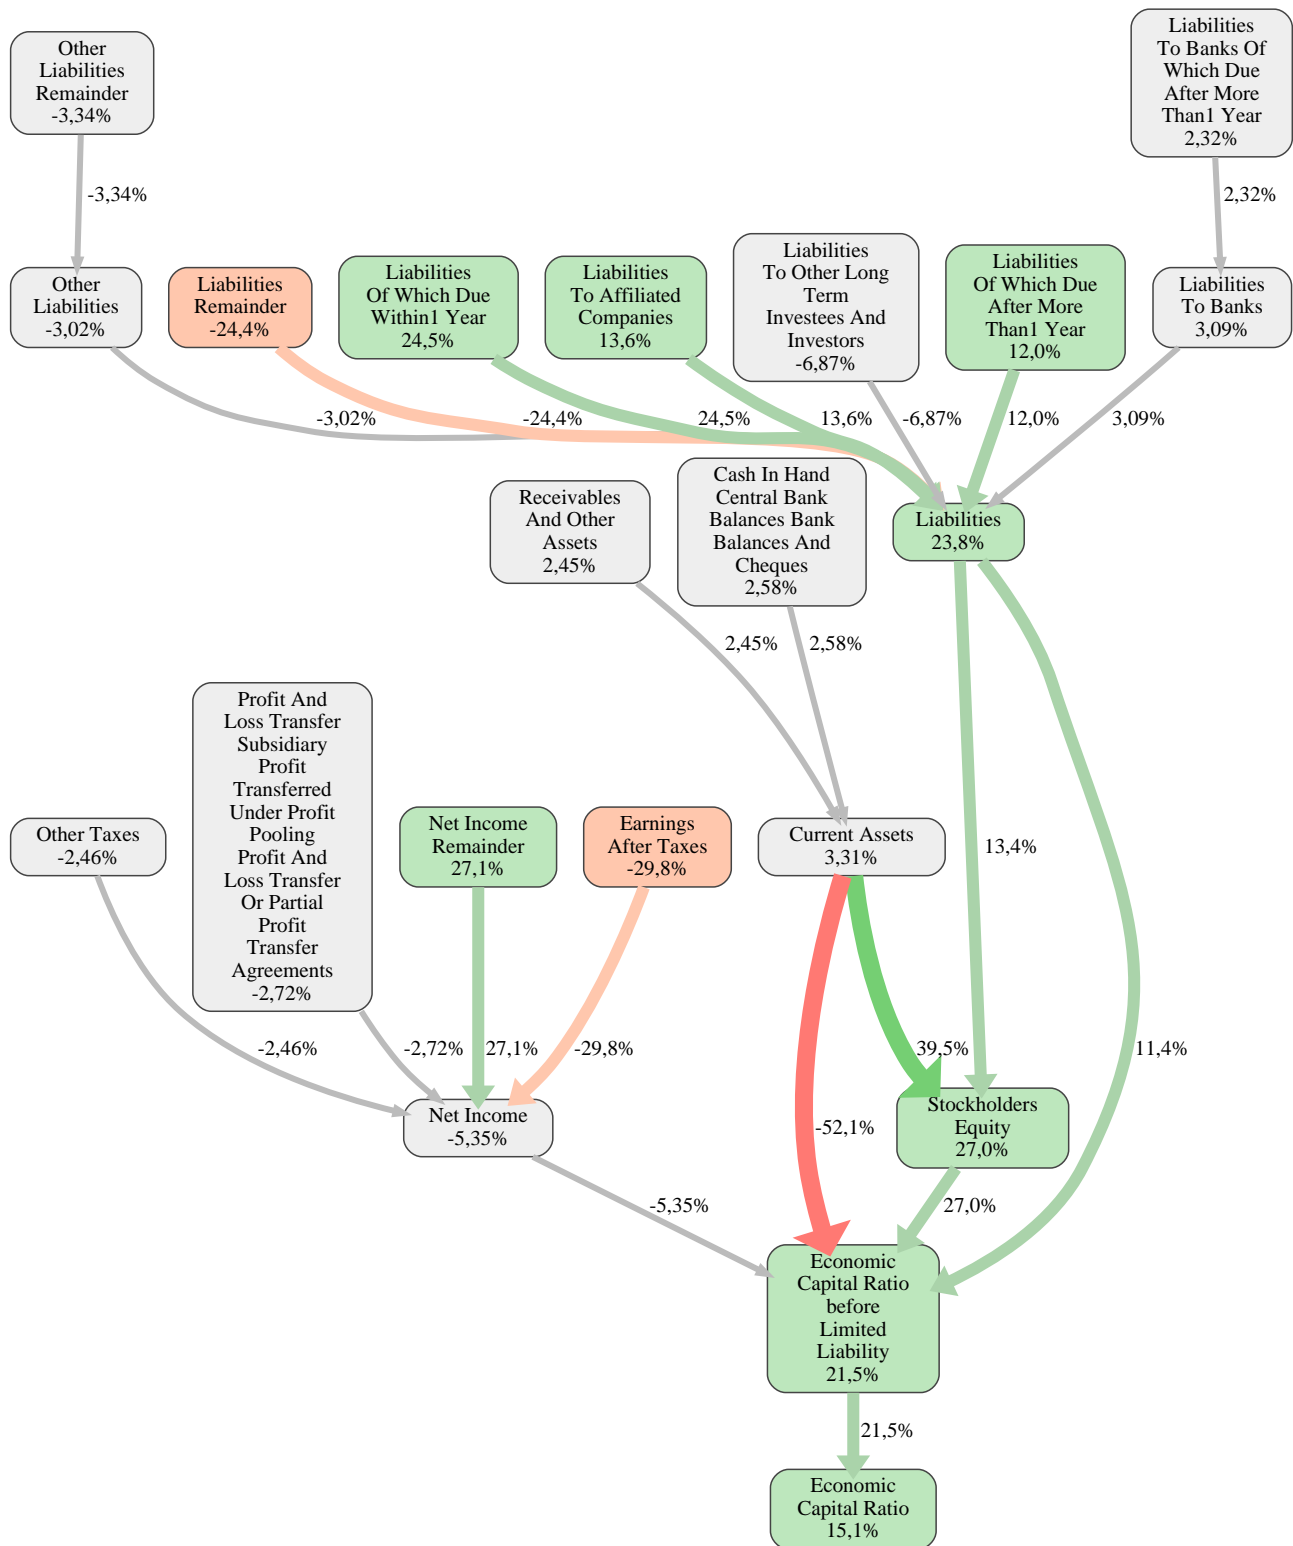 Other
Liabilities
Remainder
-3,34%
Liabilities
To Banks Of
Which Due
After More
Than1 Year
2,32%
-3,34%
2,32%
Other
Liabilities
-3,02%
Liabilities
Remainder
-24,4%
Liabilities
Of Which Due
Within1 Year
24,5%
Liabilities
To Affiliated
Companies
13,6%
Liabilities
To Other Long
Term
Investees And
Investors
-6,87%
Liabilities
Of Which Due
After More
Than1 Year
12,0%
Liabilities
To Banks
3,09%
-3,02%
-24,4%
24,5%
13,6%
-6,87%
12,0%
3,09%
Receivables
And Other
Assets
2,45%
Cash In Hand
Central Bank
Balances Bank
Balances And
Cheques
2,58%
Liabilities
23,8%
2,45%
2,58%
Profit And
Loss Transfer
Subsidiary
Profit
Transferred
Under Profit
Pooling
Profit And
Loss Transfer
Or Partial
Profit
Transfer
Agreements
-2,72%
Other Taxes
-2,46%
Net Income
Remainder
27,1%
Earnings
After Taxes
-29,8%
Current Assets
3,31%
13,4%
-2,46%
-2,72%
27,1%
-29,8%
39,5%
11,4%
Net Income
-5,35%
-52,1%
Stockholders
Equity
27,0%
-5,35%
27,0%
Economic
Capital Ratio
before
Limited
Liability
21,5%
21,5%
Economic
Capital Ratio
15,1%